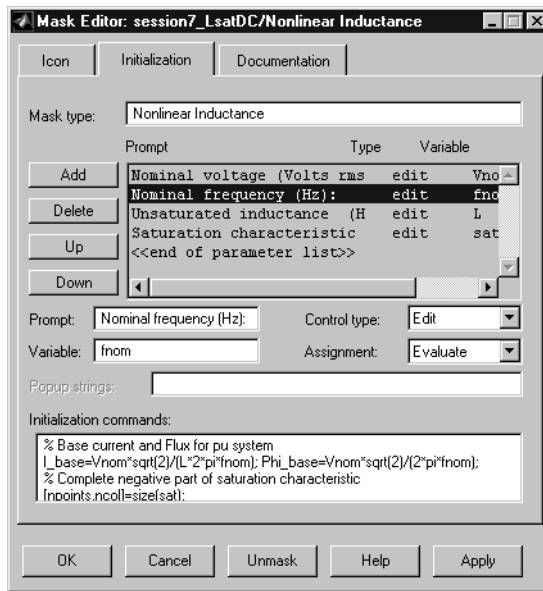 Mask Editor: session7_LsatDC/Nonlinear Inductance
Icon Initialization Documentation
Mask type: Nonlinear Inductance
Prompt Type Variable
Add Nominal voltage (Volts rms edit Vno
Nominal frequency (Hz): edit fno
Delete Unsaturated inductance (H edit L
Up Saturation characteristic edit sat
<<end of parameter list>>
Down
Prompt: Nominal frequency (Hz): Control type: Edit
Variable: fnom Assignment: Evaluate
Popup strings:
Initialization commands:
% Base current and Flux for pu system
I_base=Vnom*sqrt(2)/(L*2*pi*fnom); Phi_base=Vnom*sqrt(2)/(2*pi*fnom);
% Complete negative part of saturation characteristic
[npoints,ncol]=size(sat);
OK Cancel Unmask Help Apply